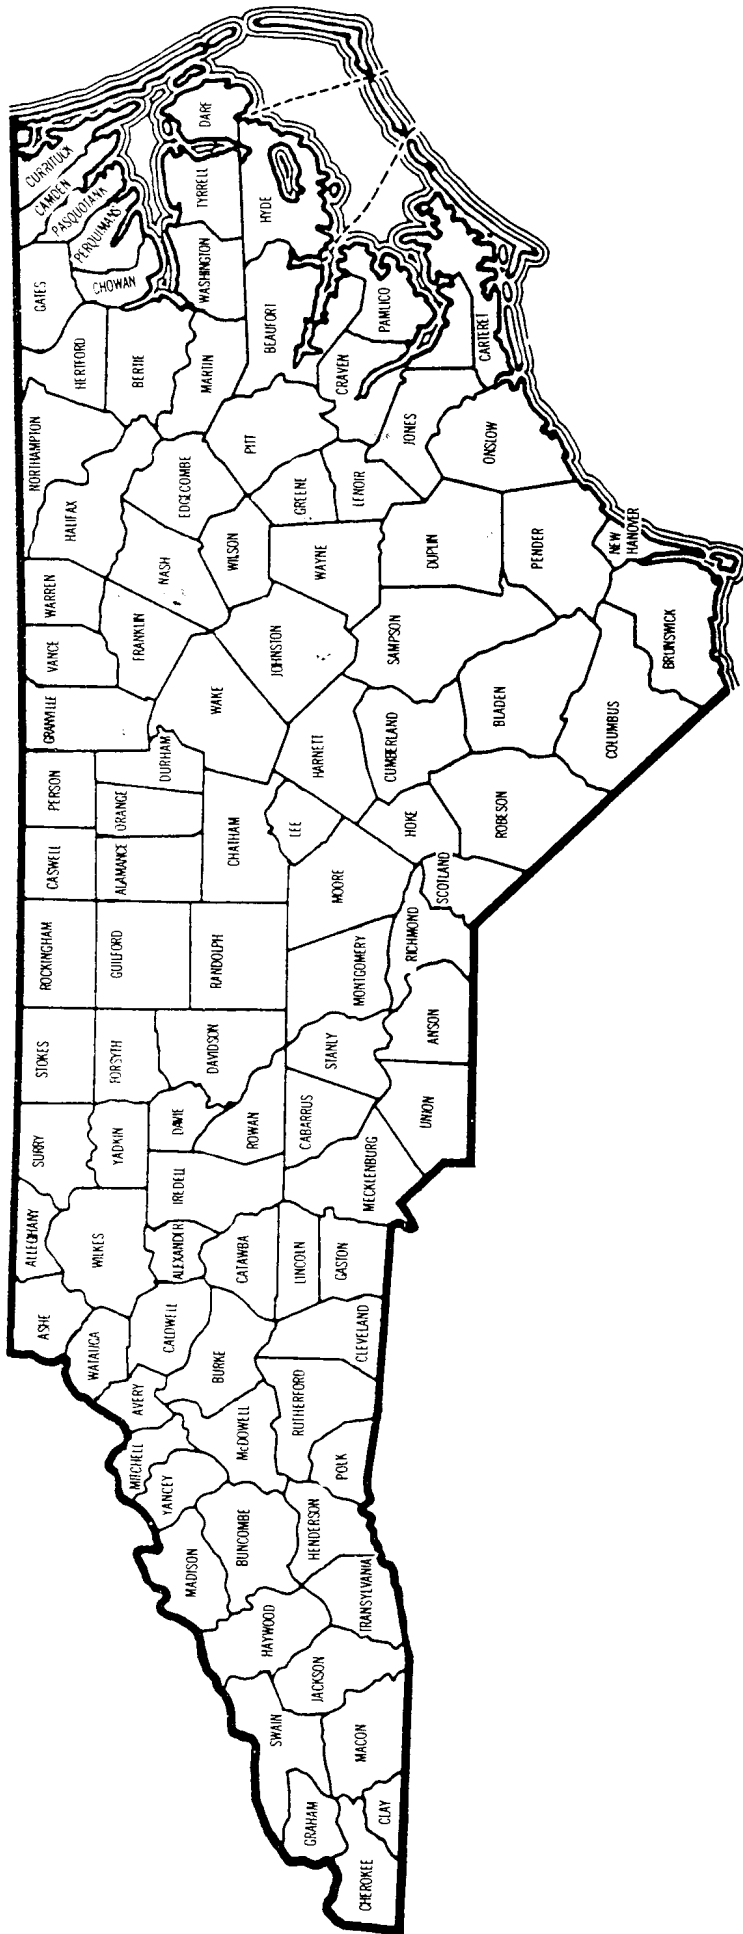 ASHE
ALLEGHANY
SURRY
STOKES
ROCKINGHAM
CASWELL
PERSON
GRANVILLE
VANCE
WARREN
NORTHAMPTON
GATES
CURRITUCK
CAMDEN
PASQUOTANK
PERQUIMANS
CHOWAN
HERTFORD
HALIFAX
WATAUGA
WILKES
YADKIN
FORSYTH
GUILFORD
ALAMANCE
ORANGE
DURHAM
FRANKLIN
NASH
EDGECOMBE
BERTIE
MARTIN
WASHINGTON
TYRRELL
DARE
MITCHELL
AVERY
CALDWELL
ALEXANDER
IREDELL
DAVIE
DAVIDSON
RANDOLPH
CHATHAM
WAKE
WILSON
PITT
BEAUFORT
HYDE
MADISON
YANCEY
McDOWELL
BURKE
CATAWBA
ROWAN
LEE
JOHNSTON
GREENE
HAYWOOD
BUNCOMBE
HENDERSON
RUTHERFORD
LINCOLN
CABARRUS
STANLY
MOORE
HARNETT
WAYNE
LENOIR
CRAVEN
PAMLICO
SWAIN
JACKSON
POLK
CLEVELAND
GASTON
MECKLENBURG
MONTGOMERY
CUMBERLAND
SAMPSON
DUPLIN
JONES
CARTERET
GRAHAM
MACON
TRANSYLVANIA
UNION
ANSON
RICHMOND
SCOTLAND
HOKE
CHEROKEE
CLAY
ROBESON
BLADEN
PENDER
ONSLOW
COLUMBUS
BRUNSWICK
NEW
HANOVER